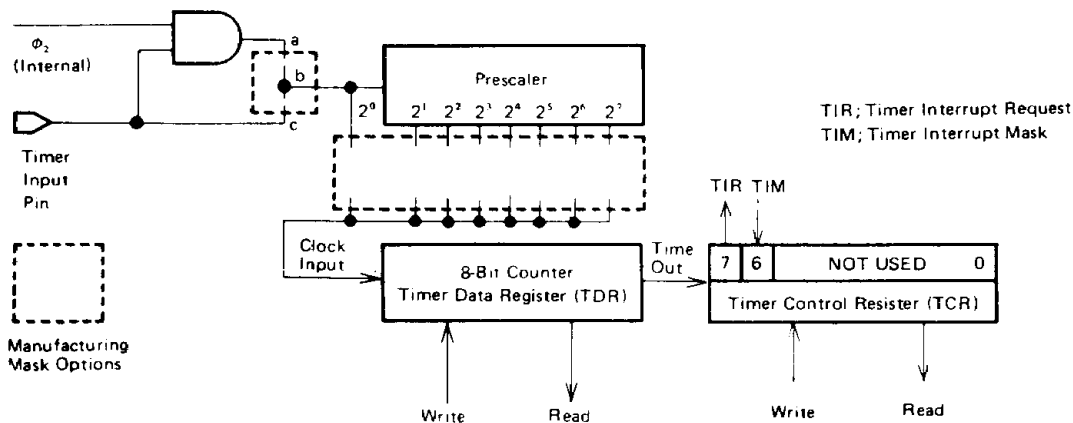 ϕ₂
(Internal)
a
b
c
Timer
Input
Pin
Prescaler
2⁰ 2¹ 2² 2³ 2⁴ 2⁵ 2⁶ 2⁷
TIR; Timer Interrupt Request
TIM; Timer Interrupt Mask
TIR TIM
Clock
Input
8-Bit Counter
Timer Data Register (TDR)
Time
Out
7 6 NOT USED 0
Timer Control Resister (TCR)
Manufacturing
Mask Options
Write Read
Write Read